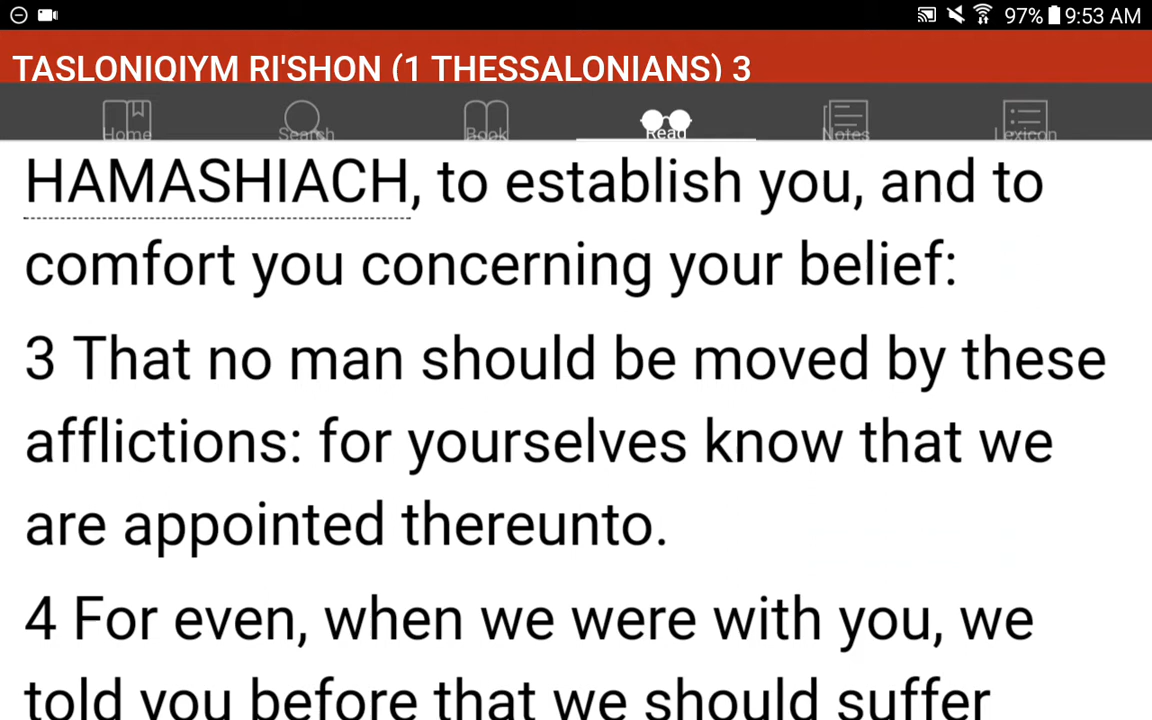 97% 9:53 AM
TASLONIQIYM RI'SHON (1 THESSALONIANS) 3
Home Search Book Read Notes Lexicon
HAMASHIACH, to establish you, and to
comfort you concerning your belief:
3 That no man should be moved by these
afflictions: for yourselves know that we
are appointed thereunto.
4 For even, when we were with you, we
told you before that we should suffer